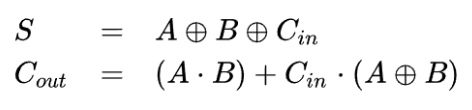 S = A ⊕ B ⊕ C_in
C_out = (A · B) + C_in · (A ⊕ B)